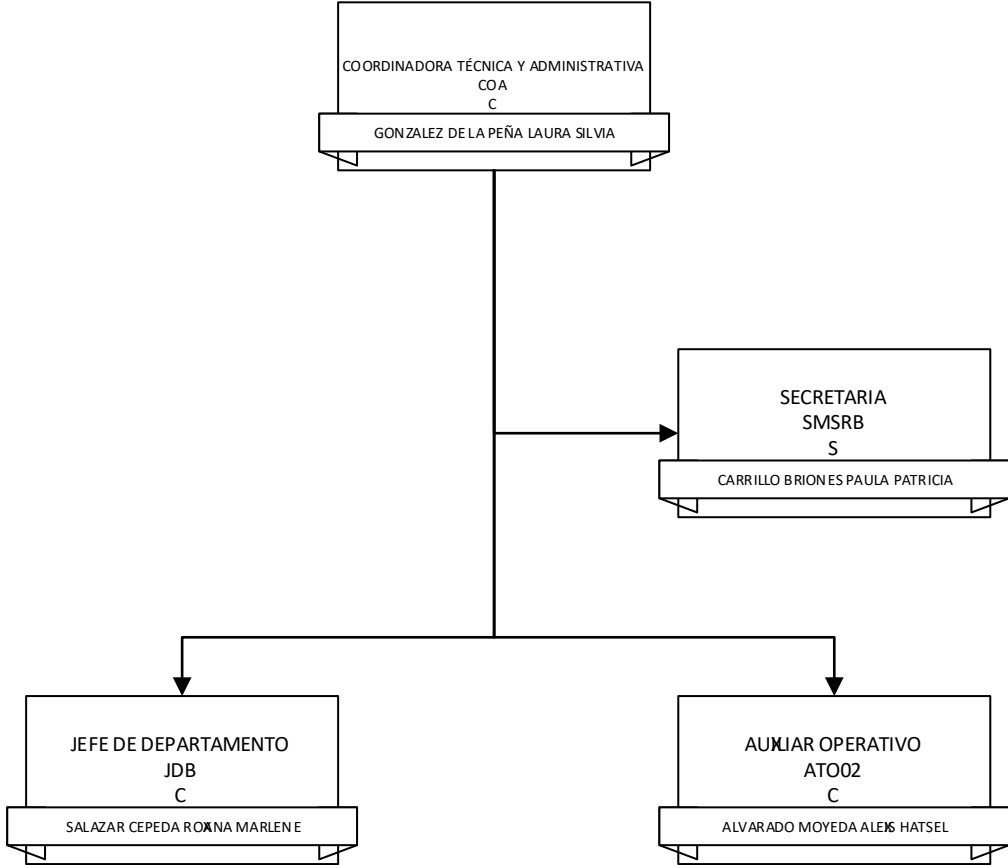 COORDINADORA TÉCNICA Y ADMINISTRATIVA
COA
C
GONZALEZ DE LA PEÑA LAURA SILVIA
SECRETARIA
SMSRB
S
CARRILLO BRIONES PAULA PATRICIA
JEFE DE DEPARTAMENTO
JDB
C
SALAZAR CEPEDA ROXANA MARLENE
AUXILIAR OPERATIVO
ATO02
C
ALVARADO MOYEDA ALEXIS HATSEL